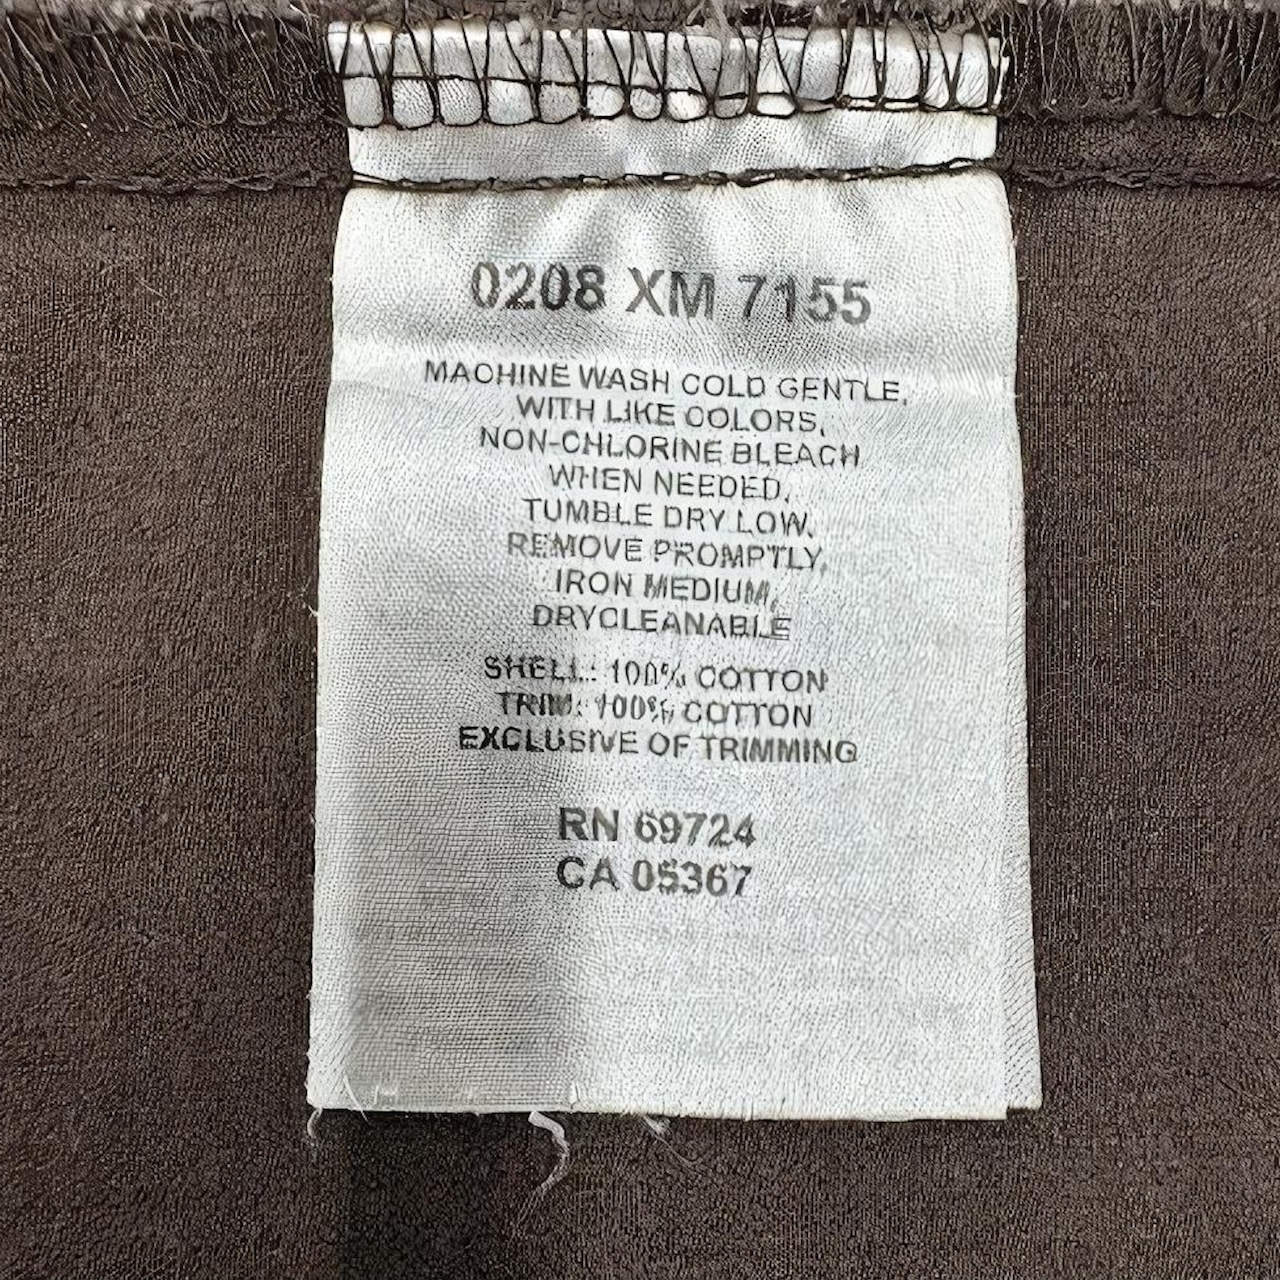 0208 XM 7155
MACHINE WASH COLD GENTLE,
WITH LIKE COLORS,
NON-CHLORINE BLEACH
WHEN NEEDED,
TUMBLE DRY LOW,
REMOVE PROMPTLY,
IRON MEDIUM,
DRYCLEANABLE
SHELL: 100% COTTON
TRIM: 100% COTTON
EXCLUSIVE OF TRIMMING
RN 69724
CA 05367